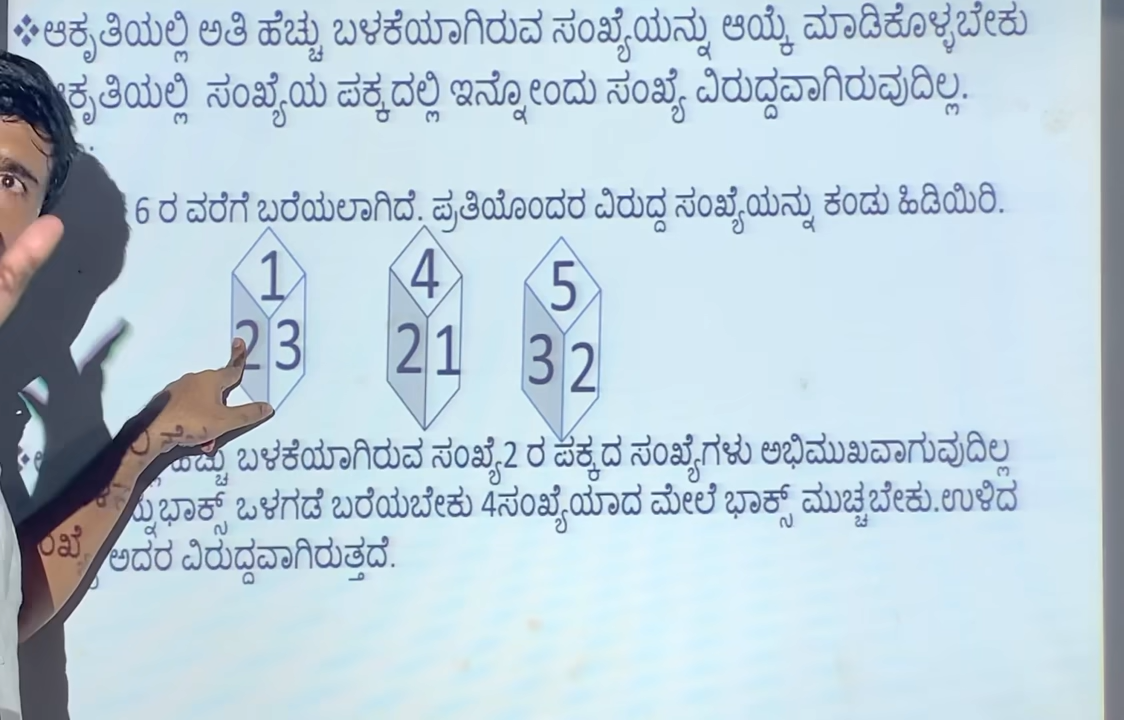 ❖ಆಕೃತಿಯಲ್ಲಿ ಅತಿ ಹೆಚ್ಚು ಬಳಕೆಯಾಗಿರುವ ಸಂಖ್ಯೆಯನ್ನು ಆಯ್ಕೆ ಮಾಡಿಕೊಳ್ಳಬೇಕು
ಸಂಖ್ಯೆಯ ಪಕ್ಕದಲ್ಲಿ ಇನ್ನೋಂದು ಸಂಖ್ಯೆ ವಿರುದ್ದವಾಗಿರುವುದಿಲ್ಲ.
6 ರ ವರೆಗೆ ಬರೆಯಲಾಗಿದೆ. ಪ್ರತಿಯೊಂದರ ವಿರುದ್ದ ಸಂಖ್ಯೆಯನ್ನು ಕಂಡು ಹಿಡಿಯಿರಿ.
1 4 5
2 3 2 1 3 2
ಬಳಕೆಯಾಗಿರುವ ಸಂಖ್ಯೆ2 ರ ಪಕ್ಕದ ಸಂಖ್ಯೆಗಳು ಅಭಿಮುಖವಾಗುವುದಿಲ್ಲ
ಭಾಕ್ಸ್ ಒಳಗಡೆ ಬರೆಯಬೇಕು 4ಸಂಖ್ಯೆಯಾದ ಮೇಲೆ ಭಾಕ್ಸ್ ಮುಚ್ಚಬೇಕು.ಉಳಿದ
ಅದರ ವಿರುದ್ದವಾಗಿರುತ್ತದೆ.